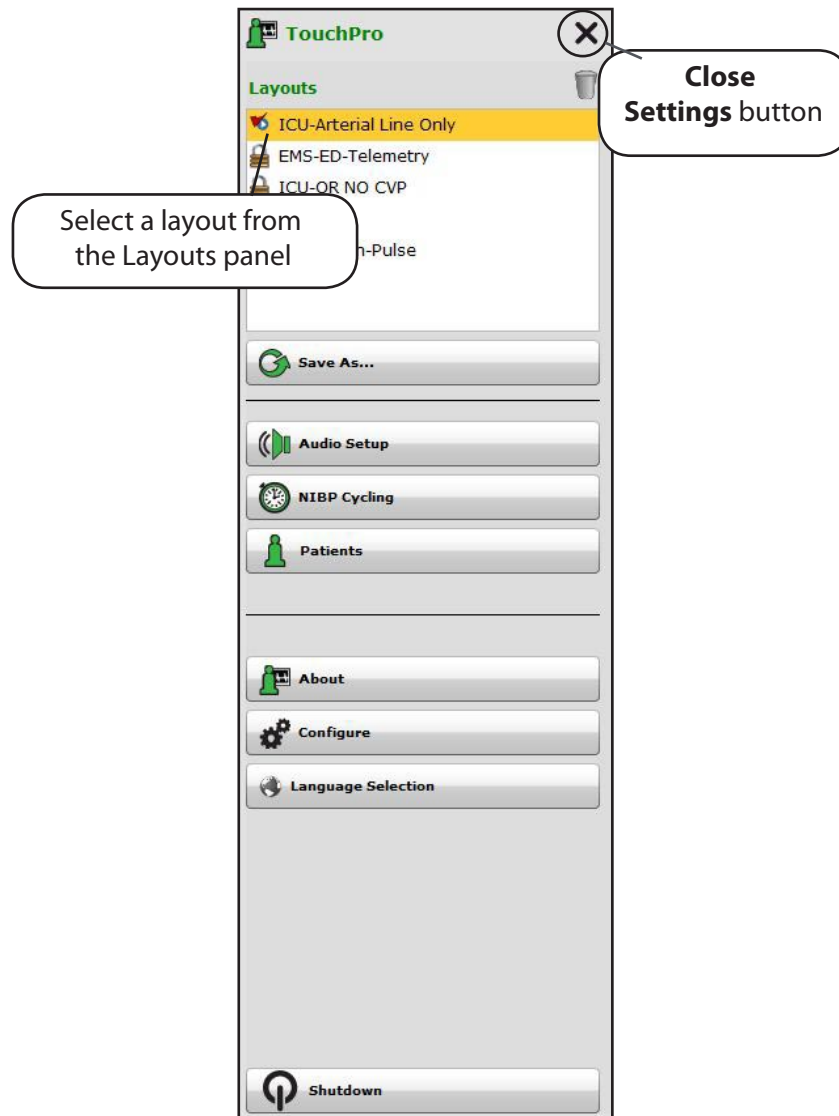 TouchPro
Close
Settings button
Layouts
ICU-Arterial Line Only
EMS-ED-Telemetry
ICU-OR NO CVP
Select a layout from
the Layouts panel
-Pulse
Save As...
Audio Setup
NIBP Cycling
Patients
About
Configure
Language Selection
Shutdown